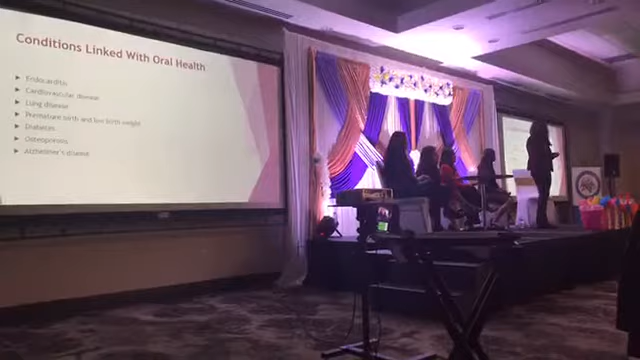 Conditions Linked With Oral Health
Endocarditis
Cardiovascular disease
Lung disease
Premature birth and low birth weight
Diabetes
Osteoporosis
Alzheimer's disease